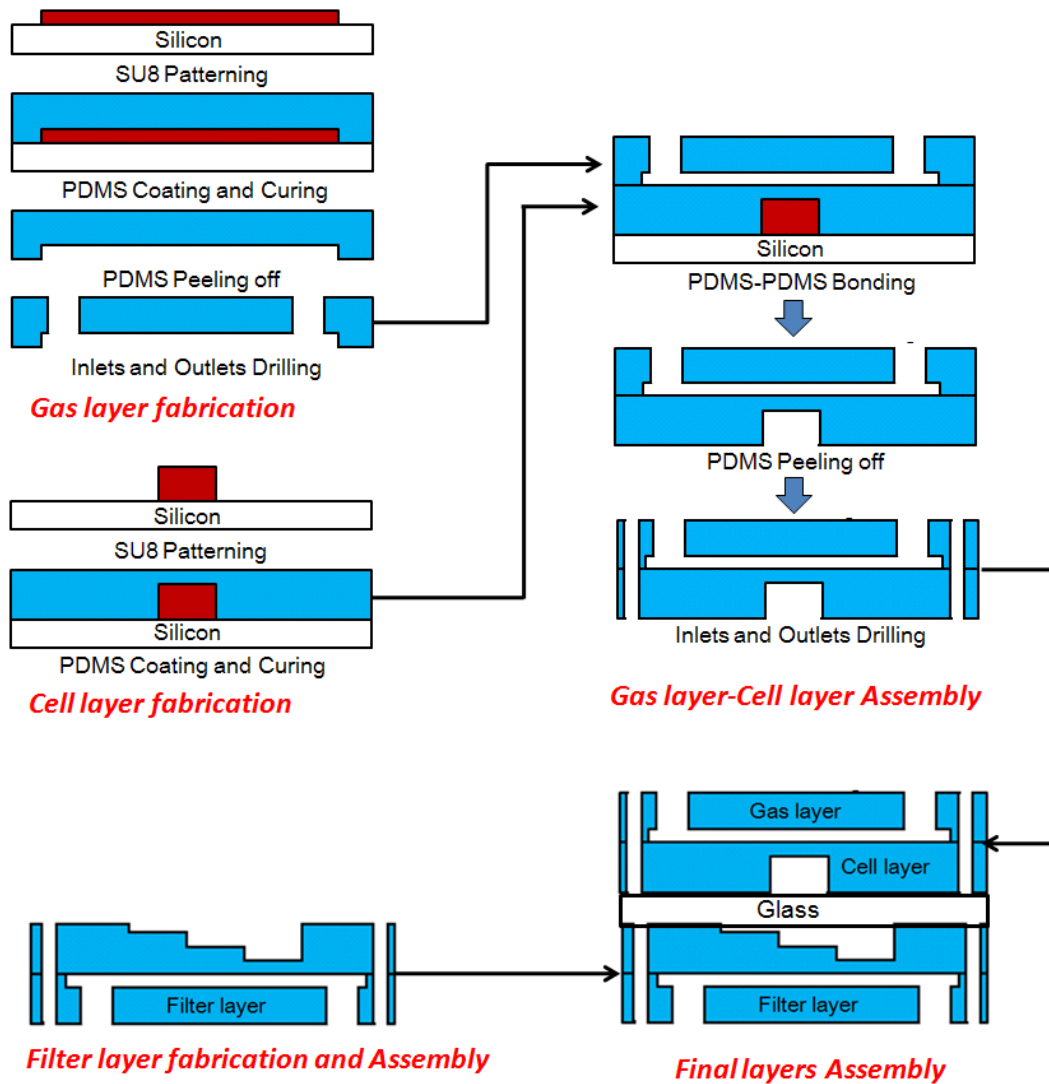 Silicon
SU8 Patterning
PDMS Coating and Curing
PDMS Peeling off
Inlets and Outlets Drilling
Gas layer fabrication
Silicon
SU8 Patterning
Silicon
PDMS Coating and Curing
Cell layer fabrication
Silicon
PDMS-PDMS Bonding
PDMS Peeling off
Inlets and Outlets Drilling
Gas layer-Cell layer Assembly
Filter layer
Filter layer fabrication and Assembly
Gas layer
Cell layer
Glass
Filter layer
Final layers Assembly